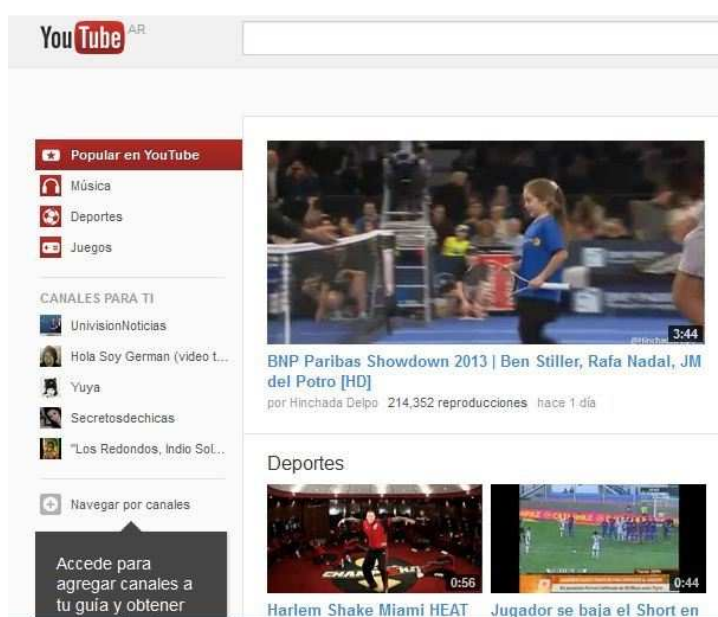 YouTube AR
Popular en YouTube
Música
Deportes
Juegos
CANALES PARA TI
UnivisionNoticias
Hola Soy German (video t...
Yuya
Secretosdechicas
"Los Redondos, Indio Sol...
Navegar por canales
Accede para
agregar canales a
tu guía y obtener
3:44
BNP Paribas Showdown 2013 | Ben Stiller, Rafa Nadal, JM
del Potro [HD]
por Hinchada Delpo 214,352 reproducciones hace 1 día
Deportes
0:56
Harlem Shake Miami HEAT
0:44
Jugador se baja el Short en